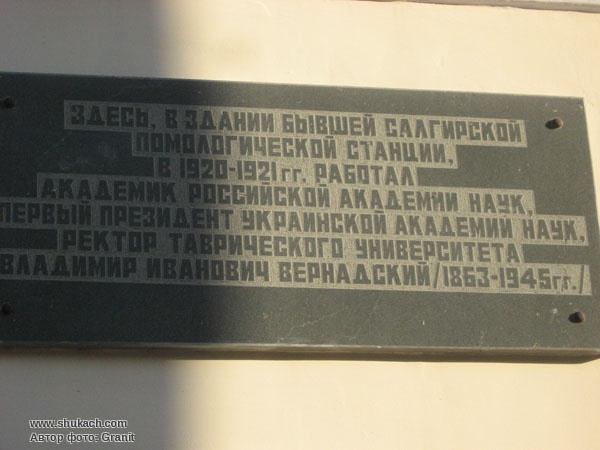 ЗДЕСЬ, В ЗДАНИИ БЫВШЕЙ САЛГИРСКОЙ
ПОМОЛОГИЧЕСКОЙ СТАНЦИИ,
В 1920-1921 гг. РАБОТАЛ
АКАДЕМИК РОССИЙСКОЙ АКАДЕМИИ НАУК,
ПЕРВЫЙ ПРЕЗИДЕНТ УКРАИНСКОЙ АКАДЕМИИ НАУК,
РЕКТОР ТАВРИЧЕСКОГО УНИВЕРСИТЕТА
ВЛАДИМИР ИВАНОВИЧ ВЕРНАДСКИЙ /1863-1945 гг./
www.shukach.com
Автор фото: Granit